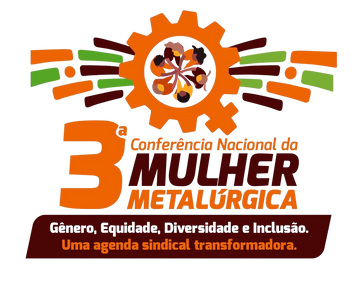 3ª Conferência Nacional da
MULHER
METALÚRGICA
Gênero, Equidade, Diversidade e Inclusão.
Uma agenda sindical transformadora.